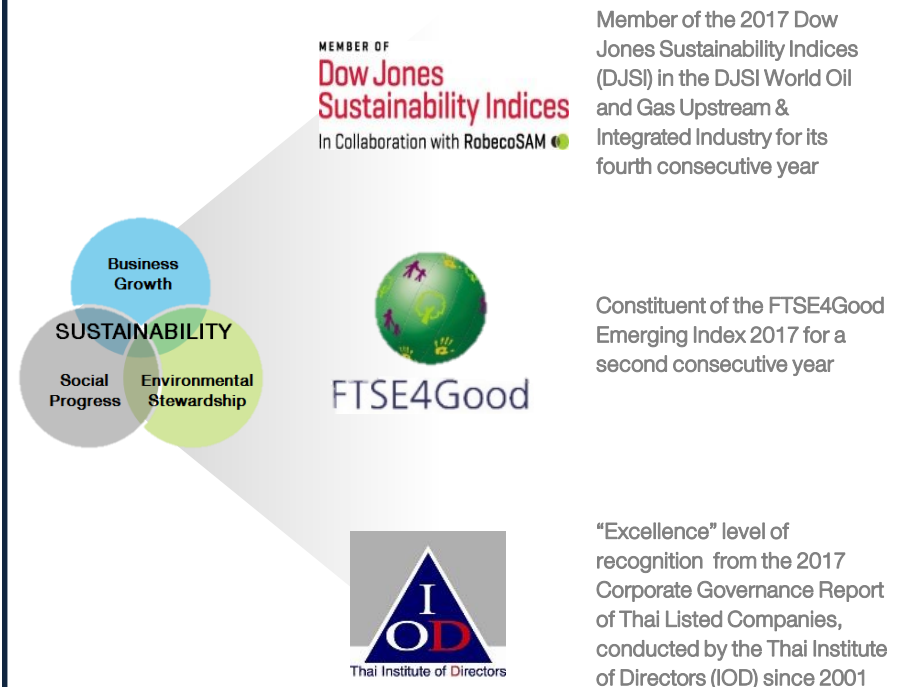 MEMBER OF
Dow Jones
Sustainability Indices
In Collaboration with RobecoSAM
Member of the 2017 Dow
Jones Sustainability Indices
(DJSI) in the DJSI World Oil
and Gas Upstream &
Integrated Industry for its
fourth consecutive year
Business
Growth
SUSTAINABILITY
Social
Progress
Environmental
Stewardship
FTSE4Good
Constituent of the FTSE4Good
Emerging Index 2017 for a
second consecutive year
I
OD
Thai Institute of Directors
“Excellence” level of
recognition from the 2017
Corporate Governance Report
of Thai Listed Companies,
conducted by the Thai Institute
of Directors (IOD) since 2001